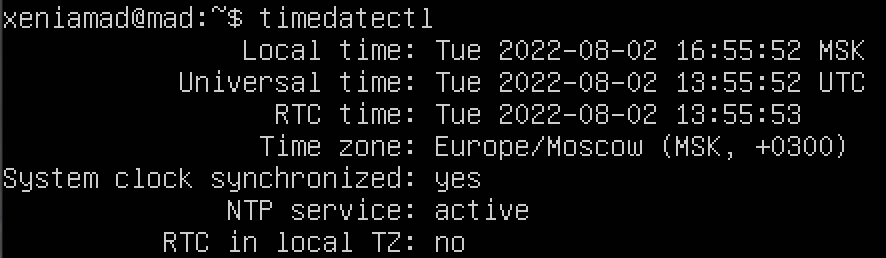 xeniamad@mad:~$ timedatectl
Local time: Tue 2022-08-02 16:55:52 MSK
Universal time: Tue 2022-08-02 13:55:52 UTC
RTC time: Tue 2022-08-02 13:55:53
Time zone: Europe/Moscow (MSK, +0300)
System clock synchronized: yes
NTP service: active
RTC in local TZ: no